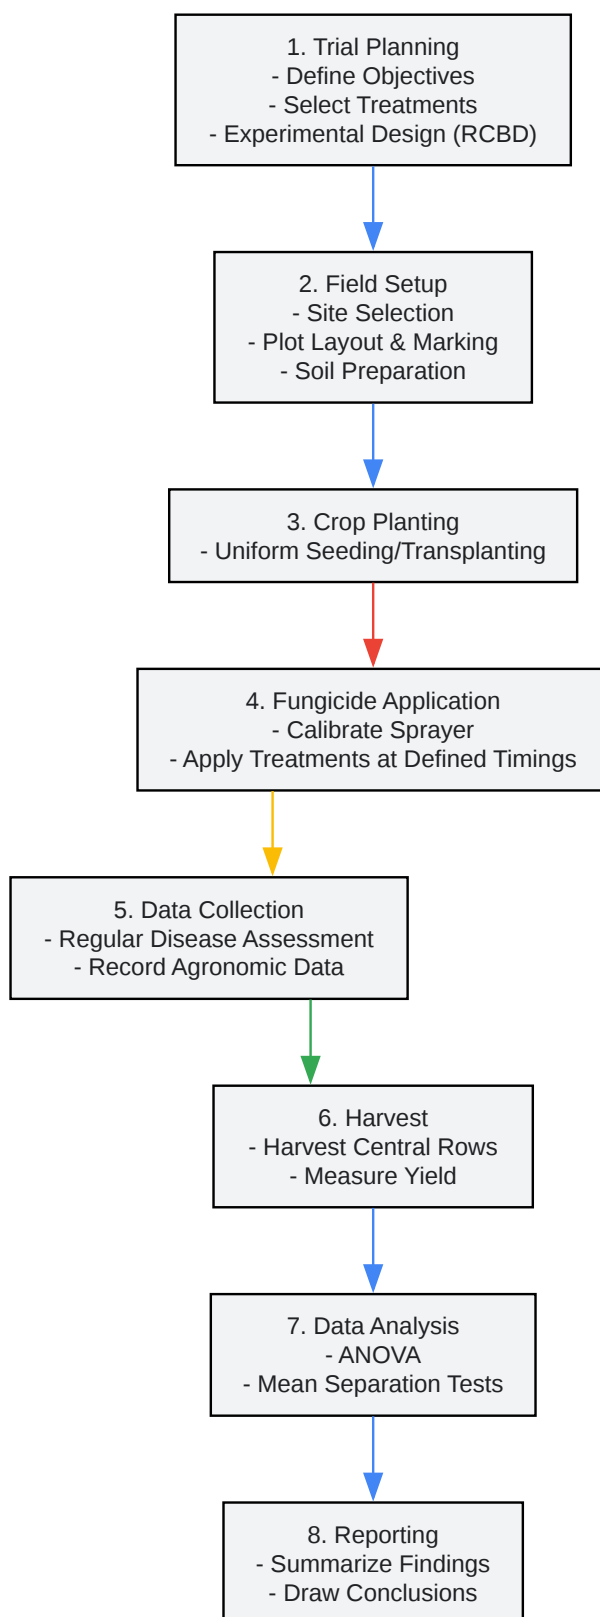 1. Trial Planning
- Define Objectives
- Select Treatments
- Experimental Design (RCBD)
2. Field Setup
- Site Selection
- Plot Layout & Marking
- Soil Preparation
3. Crop Planting
- Uniform Seeding/Transplanting
4. Fungicide Application
- Calibrate Sprayer
- Apply Treatments at Defined Timings
5. Data Collection
- Regular Disease Assessment
- Record Agronomic Data
6. Harvest
- Harvest Central Rows
- Measure Yield
7. Data Analysis
- ANOVA
- Mean Separation Tests
8. Reporting
- Summarize Findings
- Draw Conclusions